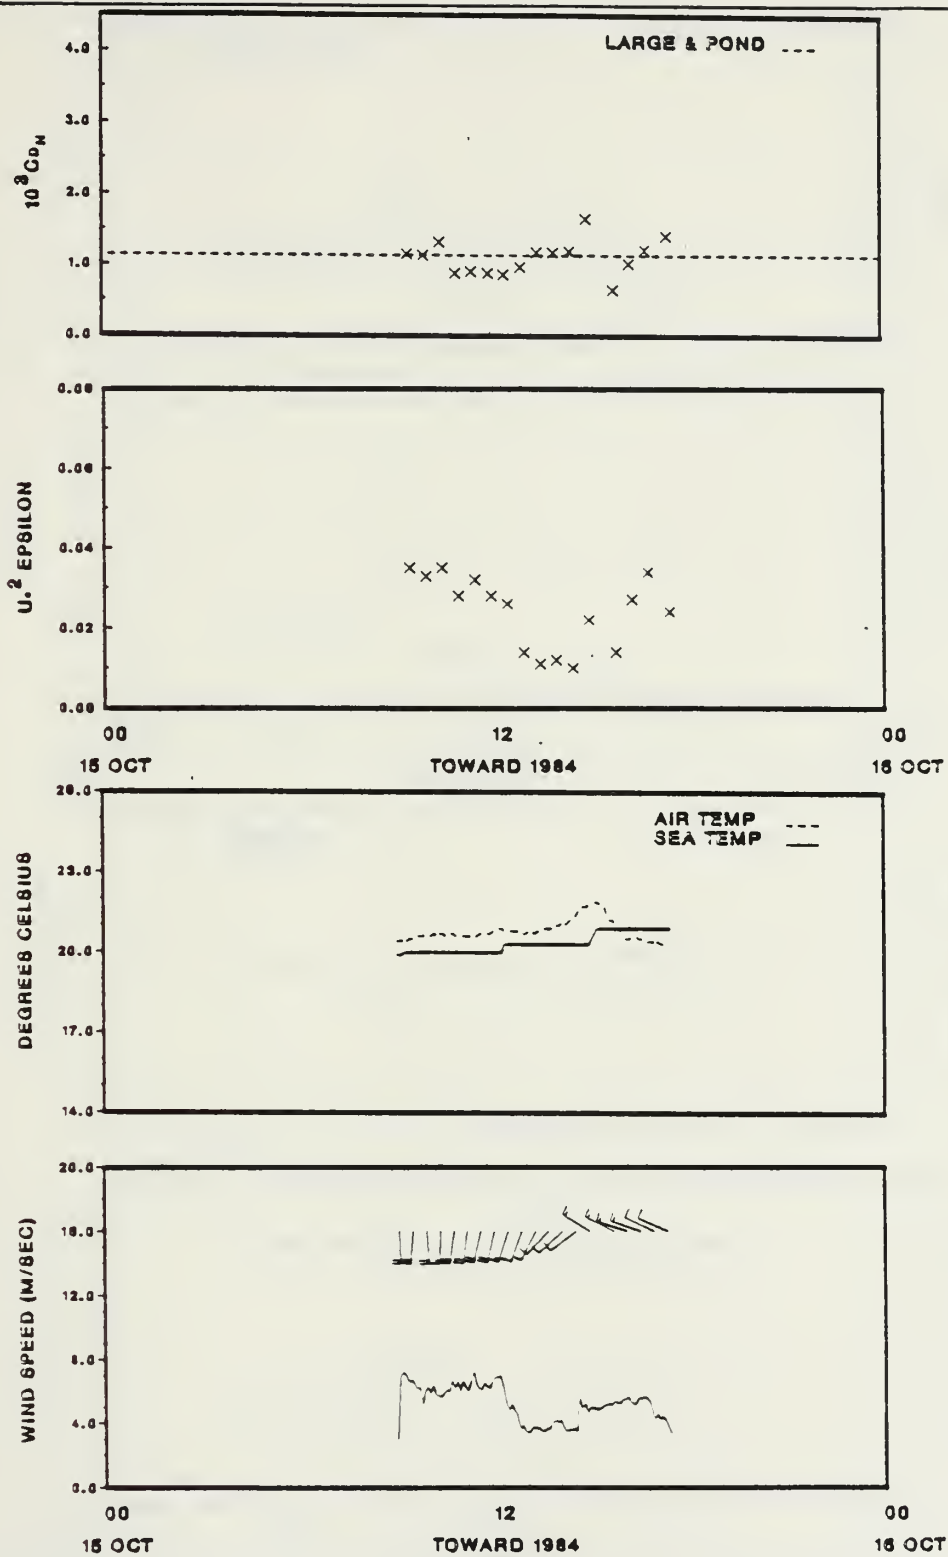 LARGE & POND ----
4.0
3.0
2.0
1.0
0.0
10³CDN
0.08
0.06
0.04
0.02
0.00
U.² EPSILON
00 12 00
15 OCT TOWARD 1984 16 OCT
AIR TEMP ----
SEA TEMP
26.0
23.0
20.0
17.0
14.0
DEGREES CELSIUS
20.0
16.0
12.0
8.0
4.0
0.0
WIND SPEED (M/SEC)
00 12 00
15 OCT TOWARD 1984 16 OCT